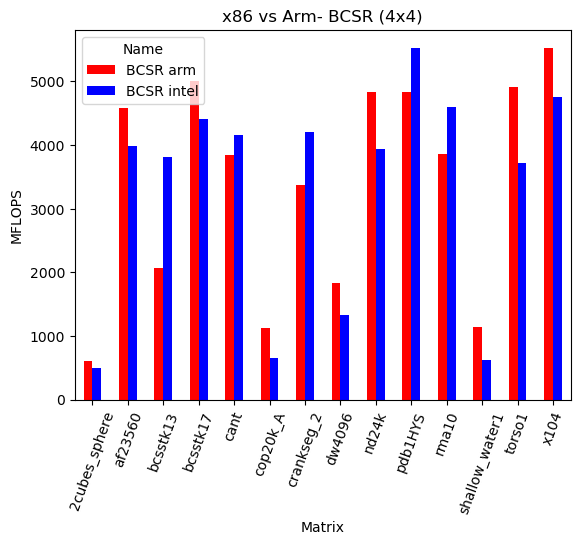 x86 vs Arm- BCSR (4x4)
Name
BCSR arm
BCSR intel
MFLOPS
5000
4000
3000
2000
1000
0
2cubes_sphere
af23560
bcsstk13
bcsstk17
cant
cop20k_A
crankseg_2
dw4096
nd24k
pdb1HYS
rma10
shallow_water1
torso1
x104
Matrix